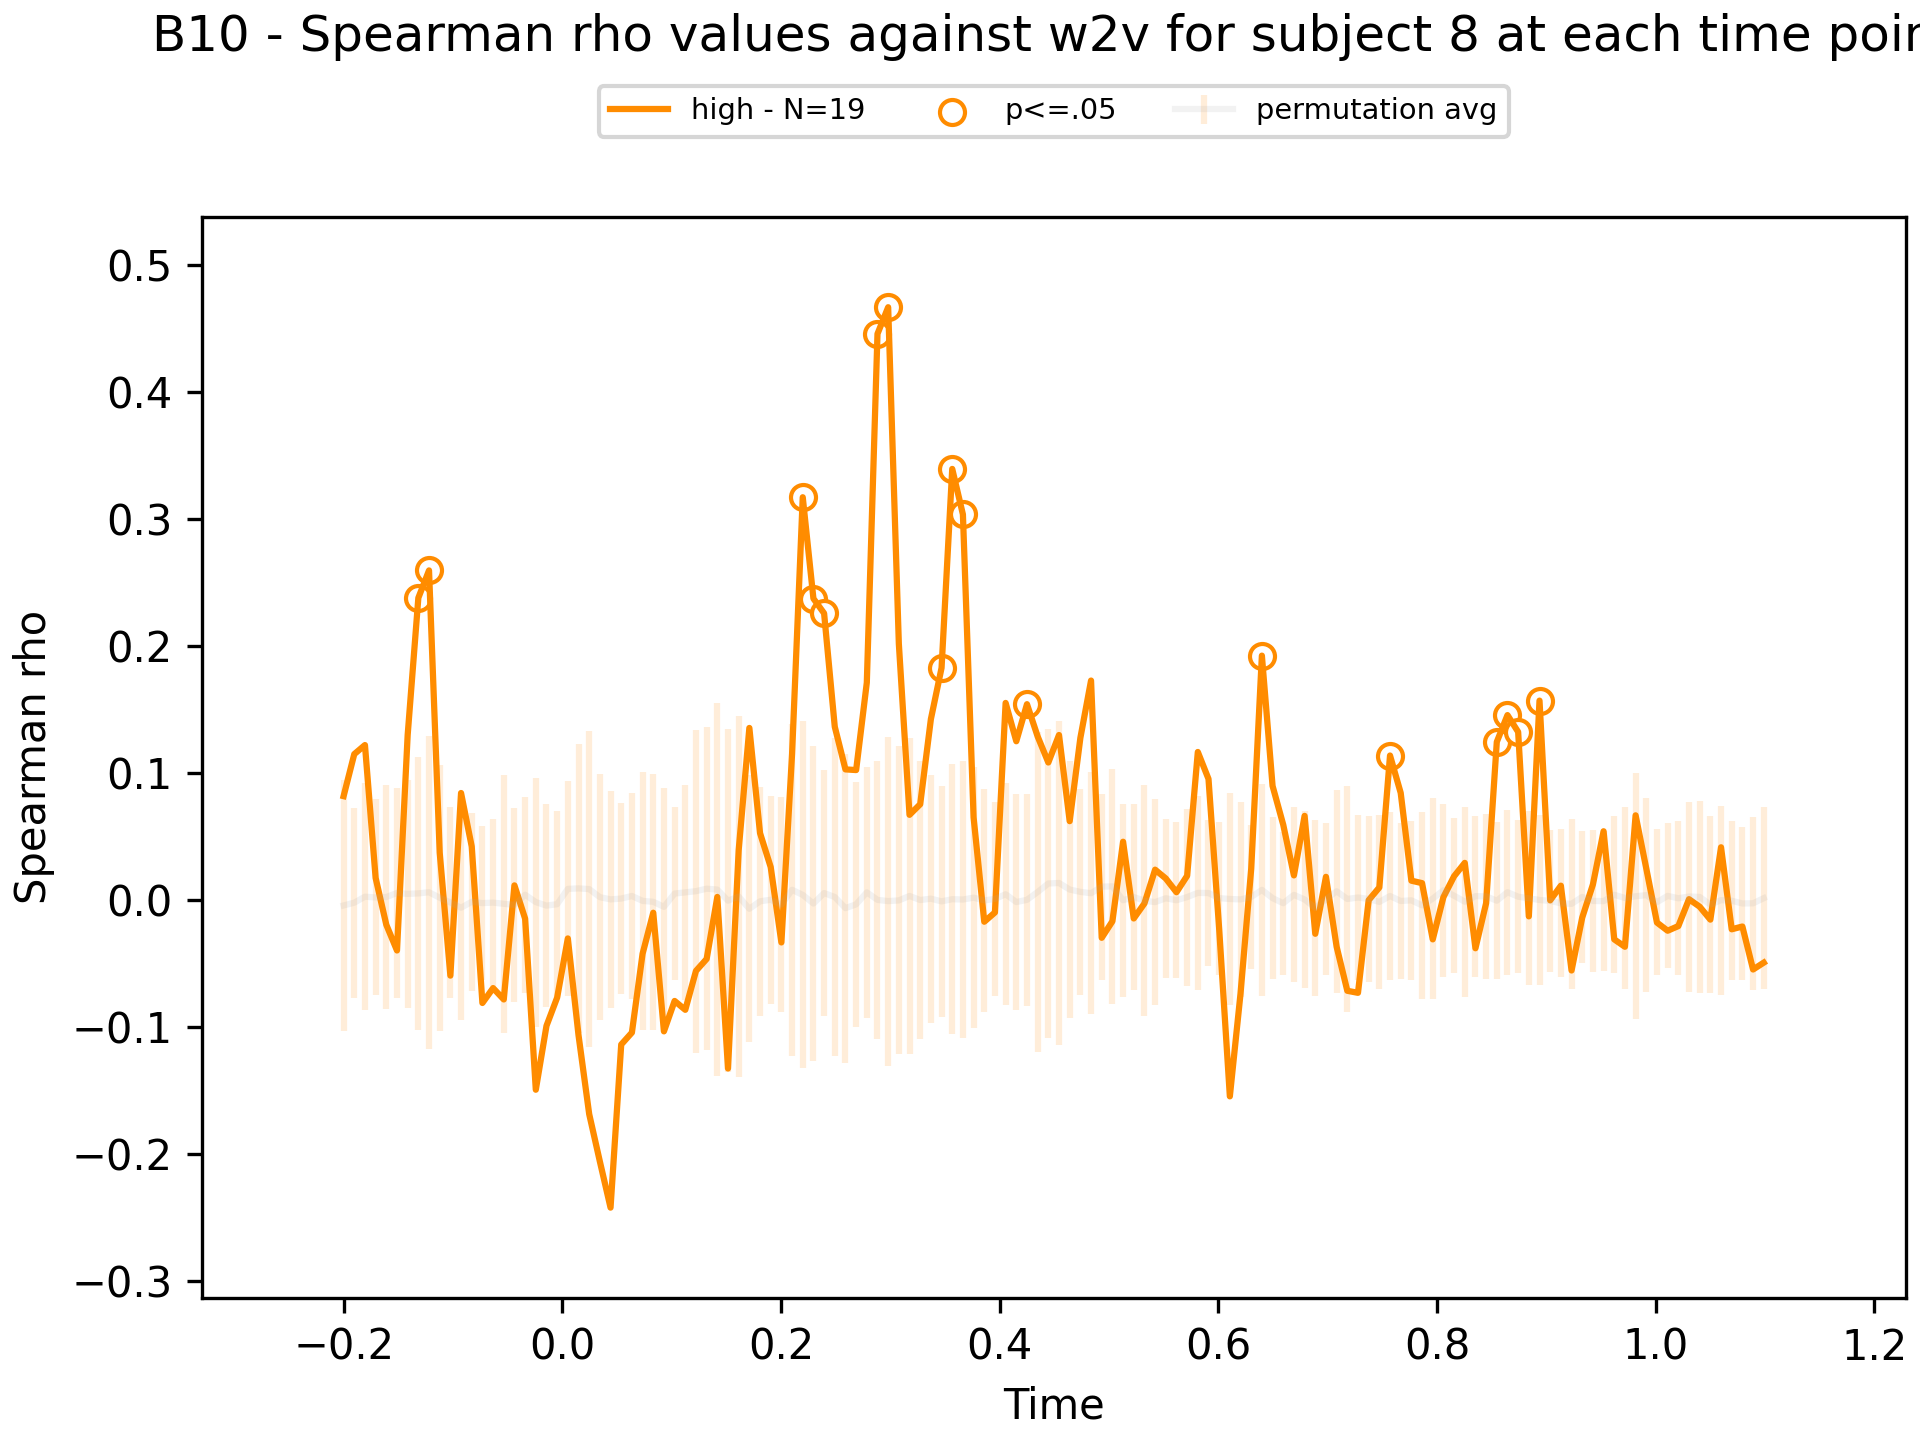 B10 - Spearman rho values against w2v for subject 8 at each time poin
high - N=19 p<=.05 permutation avg
0.5
0.4
0.3
0.2
0.1
0.0
−0.1
−0.2
−0.3
Spearman rho
−0.2 0.0 0.2 0.4 0.6 0.8 1.0 1.2
Time